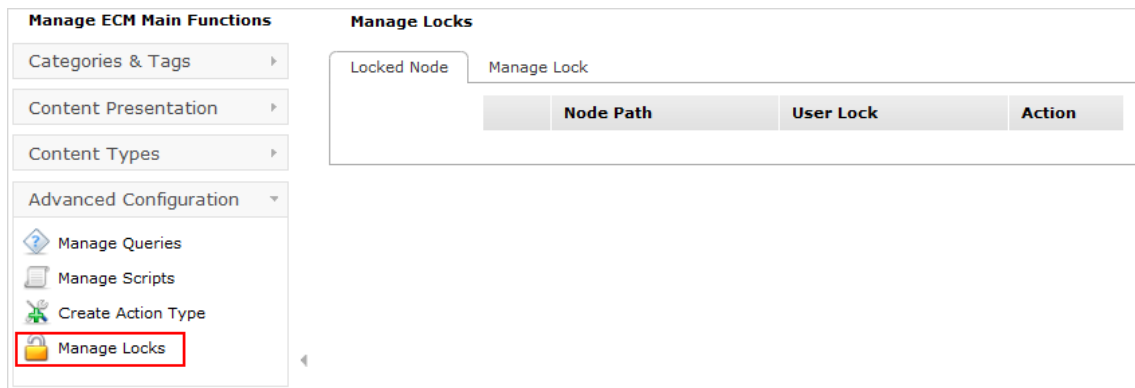 Manage ECM Main Functions
Categories & Tags
Content Presentation
Content Types
Advanced Configuration
Manage Queries
Manage Scripts
Create Action Type
Manage Locks
Manage Locks
Locked Node Manage Lock
Node Path User Lock Action